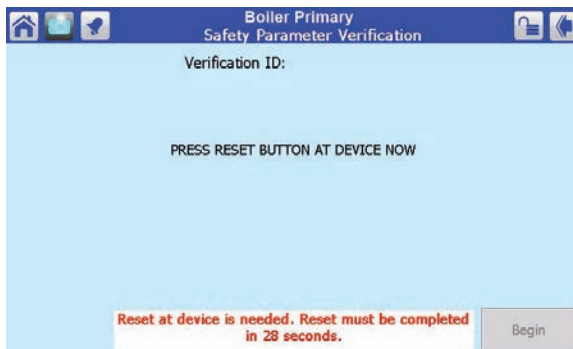 Boiler Primary
Safety Parameter Verification
Verification ID:
PRESS RESET BUTTON AT DEVICE NOW
Reset at device is needed. Reset must be completed
in 28 seconds.
Begin